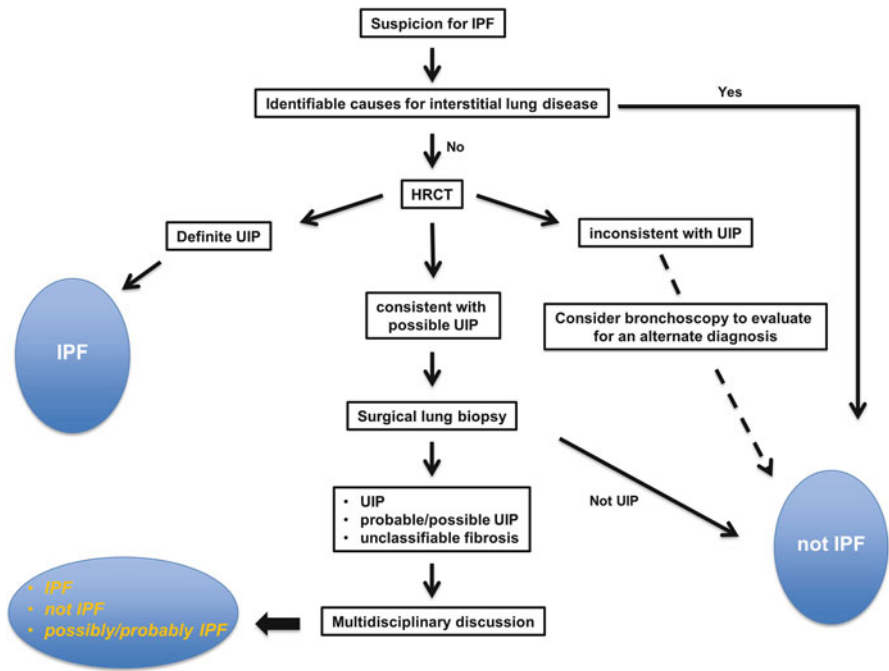 Suspicion for IPF
Identifiable causes for interstitial lung disease
Yes
No
HRCT
Definite UIP
inconsistent with UIP
IPF
consistent with
possible UIP
Consider bronchoscopy to evaluate
for an alternate diagnosis
Surgical lung biopsy
• UIP
• probable/possible UIP
• unclassifiable fibrosis
Not UIP
not IPF
• IPF
• not IPF
• possibly/probably IPF
Multidisciplinary discussion